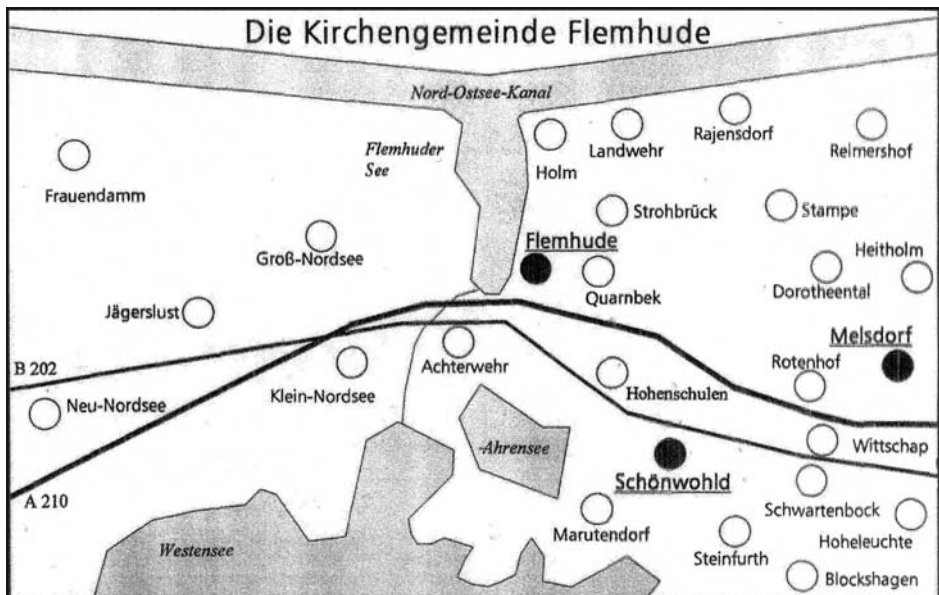 Die Kirchengemeinde Flemhude
Nord-Ostsee-Kanal
Flemhuder
See
Holm
Landwehr
Rajensdorf
Reimershof
Frauendamm
Strohbrück
Stampe
Flemhude
Groß-Nordsee
Quarnbek
Dorotheental
Heitholm
Jägerslust
Melsdorf
B 202
Achterwehr
Klein-Nordsee
Hohenschulen
Rotenhof
Neu-Nordsee
Ahrensee
Wittschap
A 210
Schönwohld
Schwartenbock
Marutendorf
Hoheleuchte
Westensee
Steinfurth
Blockshagen